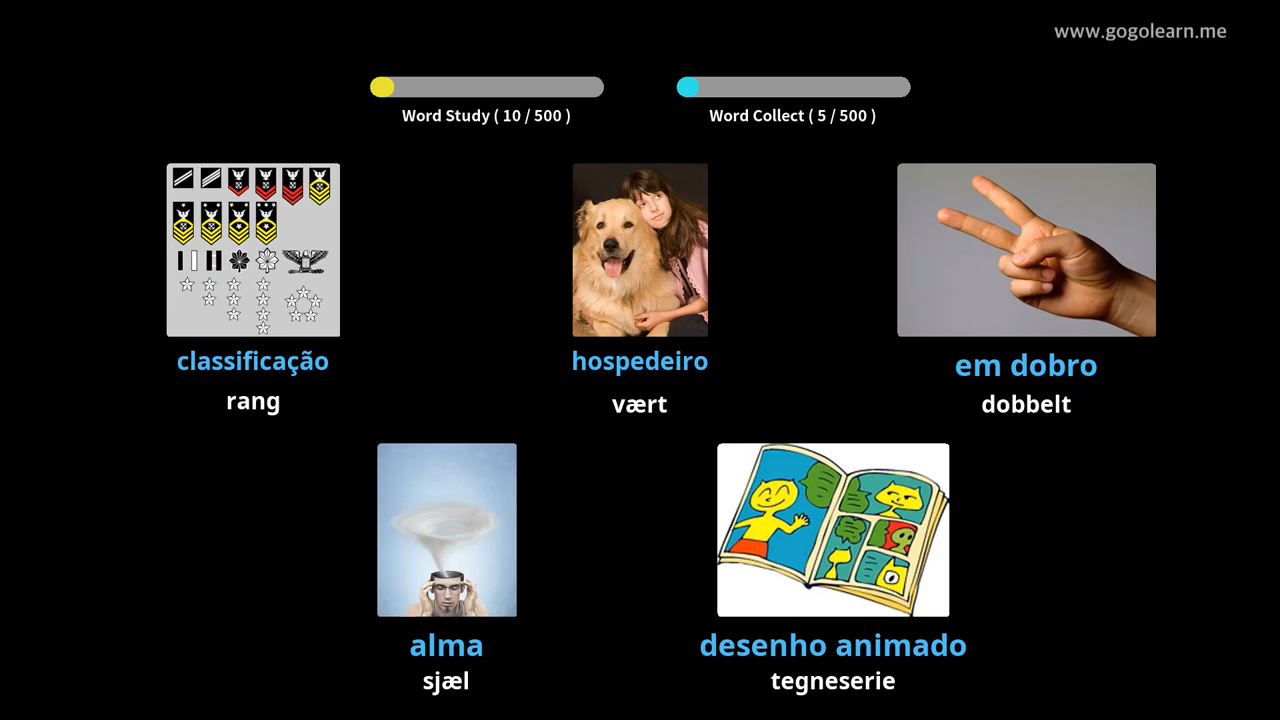 www.gogolearn.me
Word Study ( 10 / 500 )
Word Collect ( 5 / 500 )
classificação
rang
hospedeiro
vært
em dobro
dobbelt
alma
sjæl
desenho animado
tegneserie